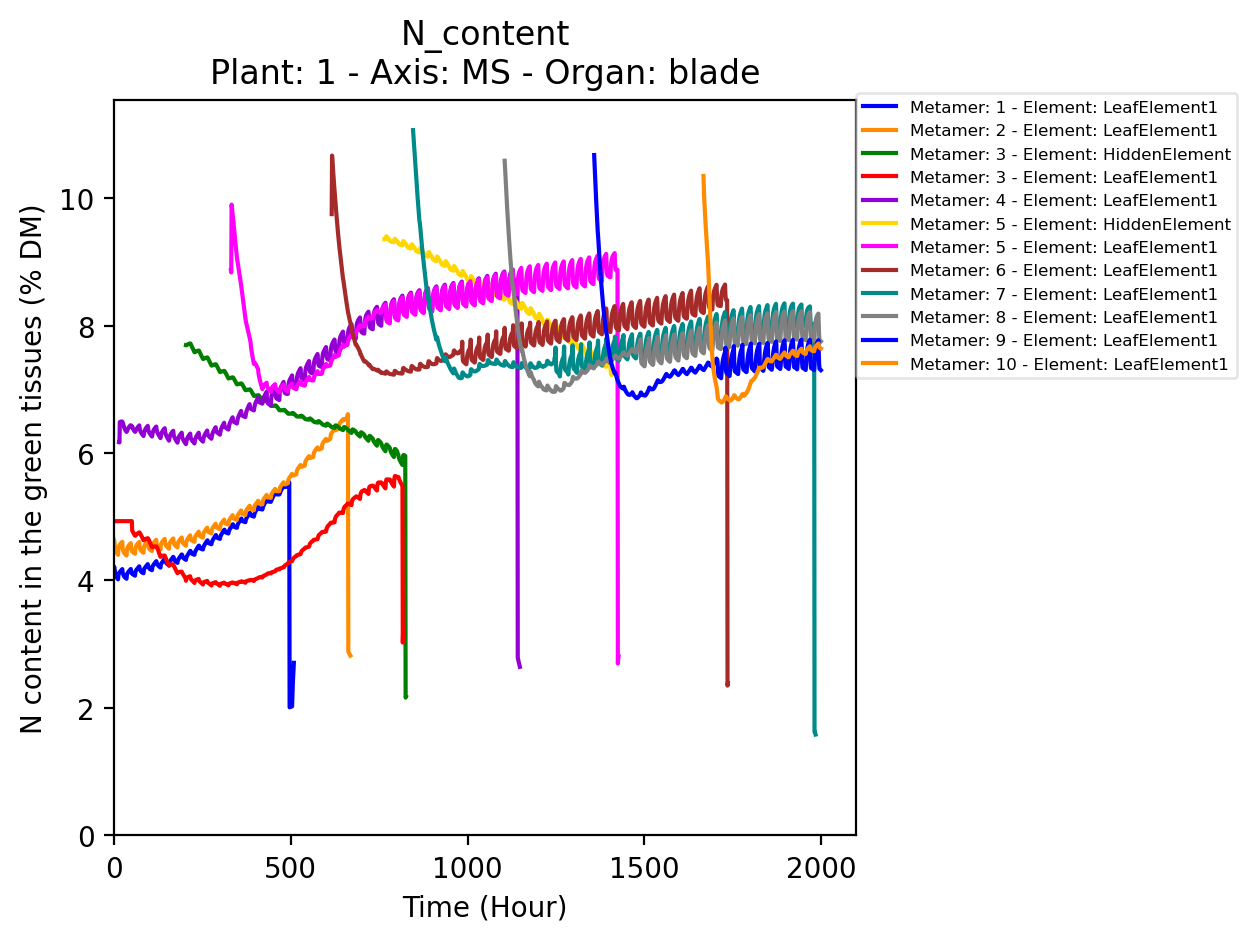 N_content
Plant: 1 - Axis: MS - Organ: blade
N content in the green tissues (% DM)
10
8
6
4
2
0
0 500 1000 1500 2000
Time (Hour)
Metamer: 1 - Element: LeafElement1
Metamer: 2 - Element: LeafElement1
Metamer: 3 - Element: HiddenElement
Metamer: 3 - Element: LeafElement1
Metamer: 4 - Element: LeafElement1
Metamer: 5 - Element: HiddenElement
Metamer: 5 - Element: LeafElement1
Metamer: 6 - Element: LeafElement1
Metamer: 7 - Element: LeafElement1
Metamer: 8 - Element: LeafElement1
Metamer: 9 - Element: LeafElement1
Metamer: 10 - Element: LeafElement1